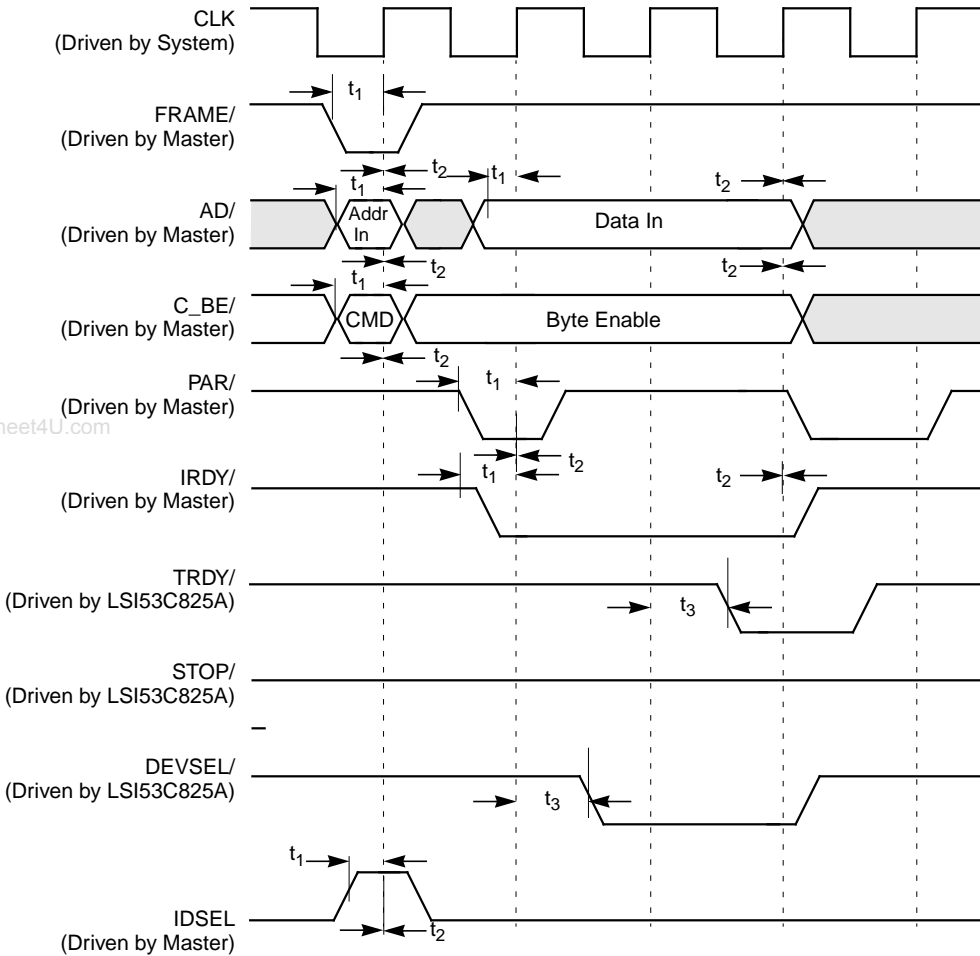 CLK
(Driven by System)
t1
FRAME/
(Driven by Master)
t2
t1
t1
t2
AD/
(Driven by Master)
Addr
In
Data In
t2
t1
t2
C_BE/
(Driven by Master)
CMD
Byte Enable
t2
PAR/
(Driven by Master)
t1
heet4U.com
t2
t1
t2
IRDY/
(Driven by Master)
TRDY/
(Driven by LSI53C825A)
t3
STOP/
(Driven by LSI53C825A)
DEVSEL/
(Driven by LSI53C825A)
t3
t1
IDSEL
(Driven by Master)
t2